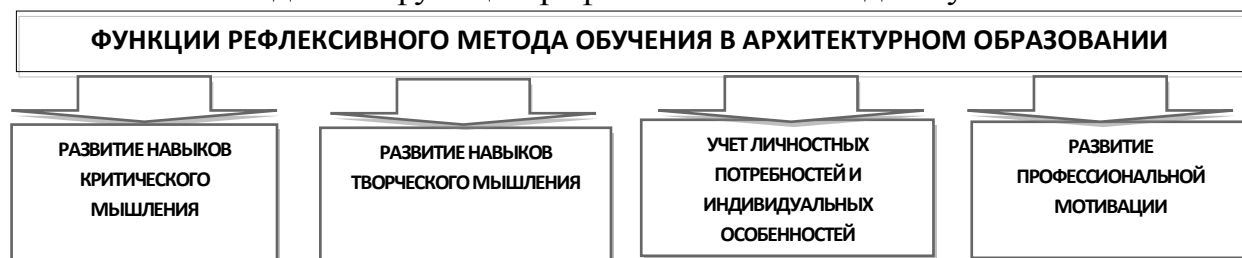 ФУНКЦИИ РЕФЛЕКСИВНОГО МЕТОДА ОБУЧЕНИЯ В АРХИТЕКТУРНОМ ОБРАЗОВАНИИ
РАЗВИТИЕ НАВЫКОВ
КРИТИЧЕСКОГО
МЫШЛЕНИЯ
РАЗВИТИЕ НАВЫКОВ
ТВОРЧЕСКОГО МЫШЛЕНИЯ
УЧЕТ ЛИЧНОСТНЫХ
ПОТРЕБНОСТЕЙ И
ИНДИВИДУАЛЬНЫХ
ОСОБЕННОСТЕЙ
РАЗВИТИЕ
ПРОФЕССИОНАЛЬНОЙ
МОТИВАЦИИ